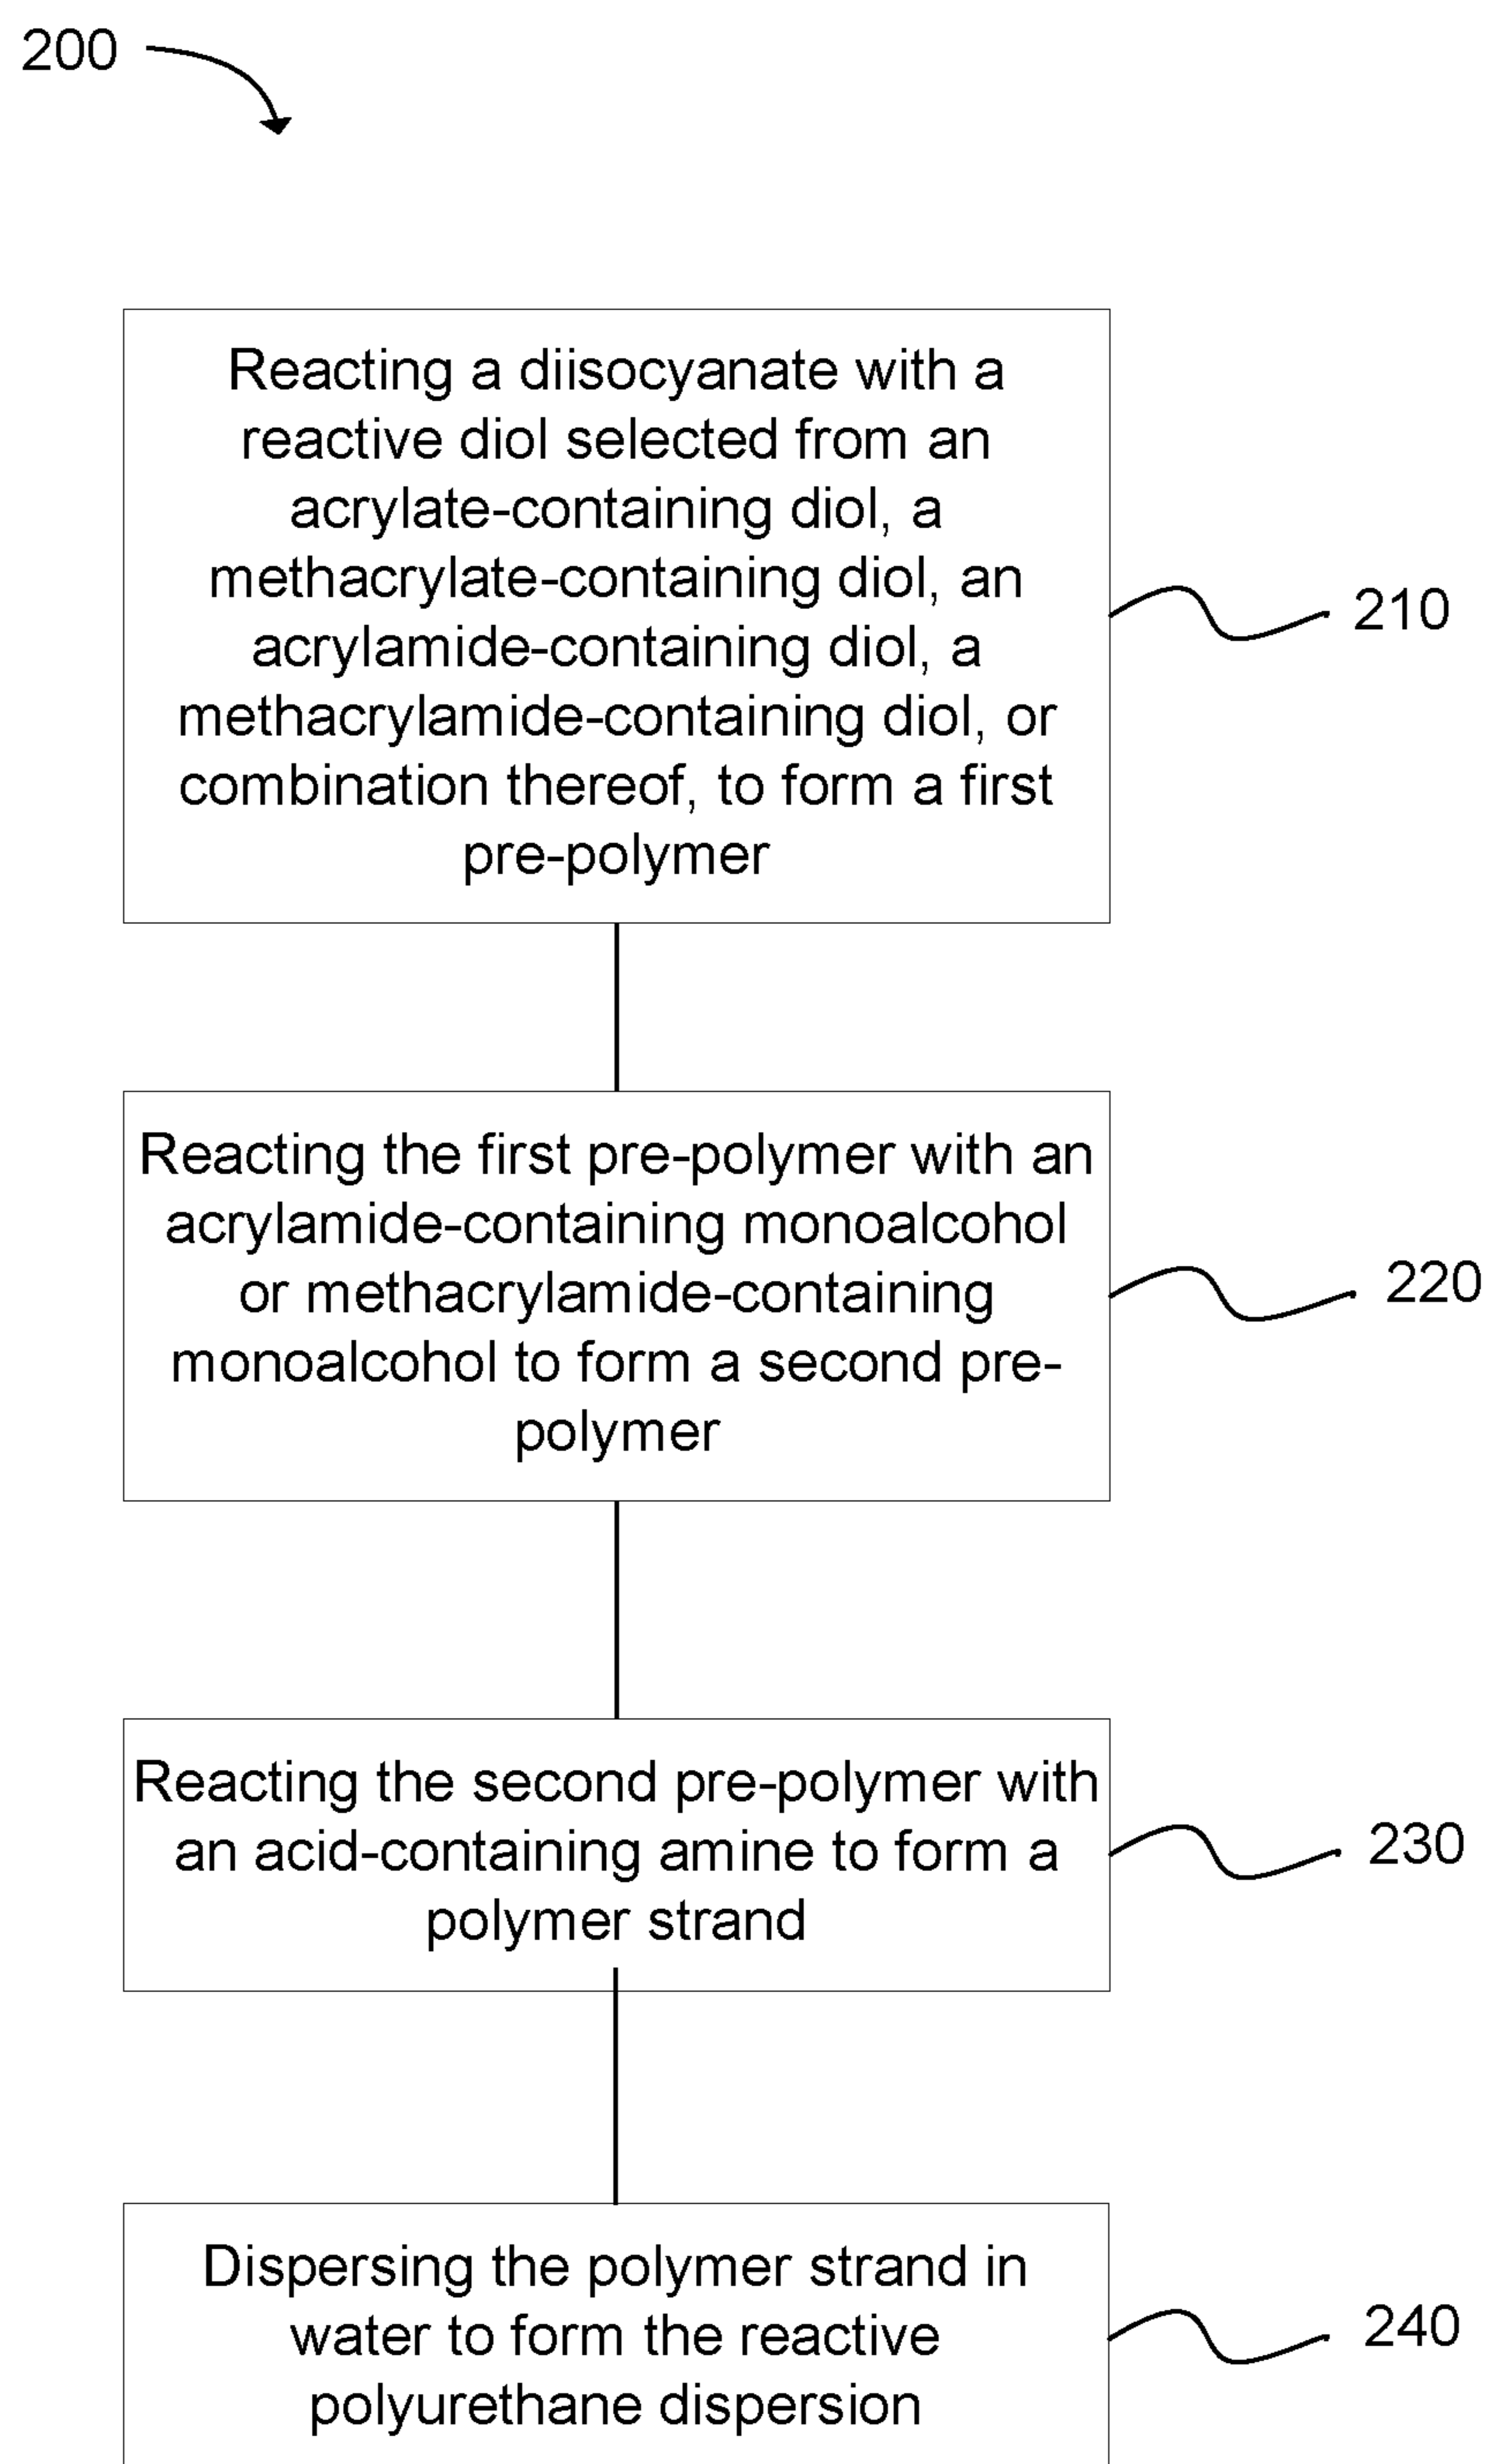 200
Reacting a diisocyanate with a
reactive diol selected from an
acrylate-containing diol, a
methacrylate-containing diol, an
acrylamide-containing diol, a
methacrylamide-containing diol, or
combination thereof, to form a first
pre-polymer
210
Reacting the first pre-polymer with an
acrylamide-containing monoalcohol
or methacrylamide-containing
monoalcohol to form a second pre-
polymer
220
Reacting the second pre-polymer with
an acid-containing amine to form a
polymer strand
230
Dispersing the polymer strand in
water to form the reactive
polyurethane dispersion
240